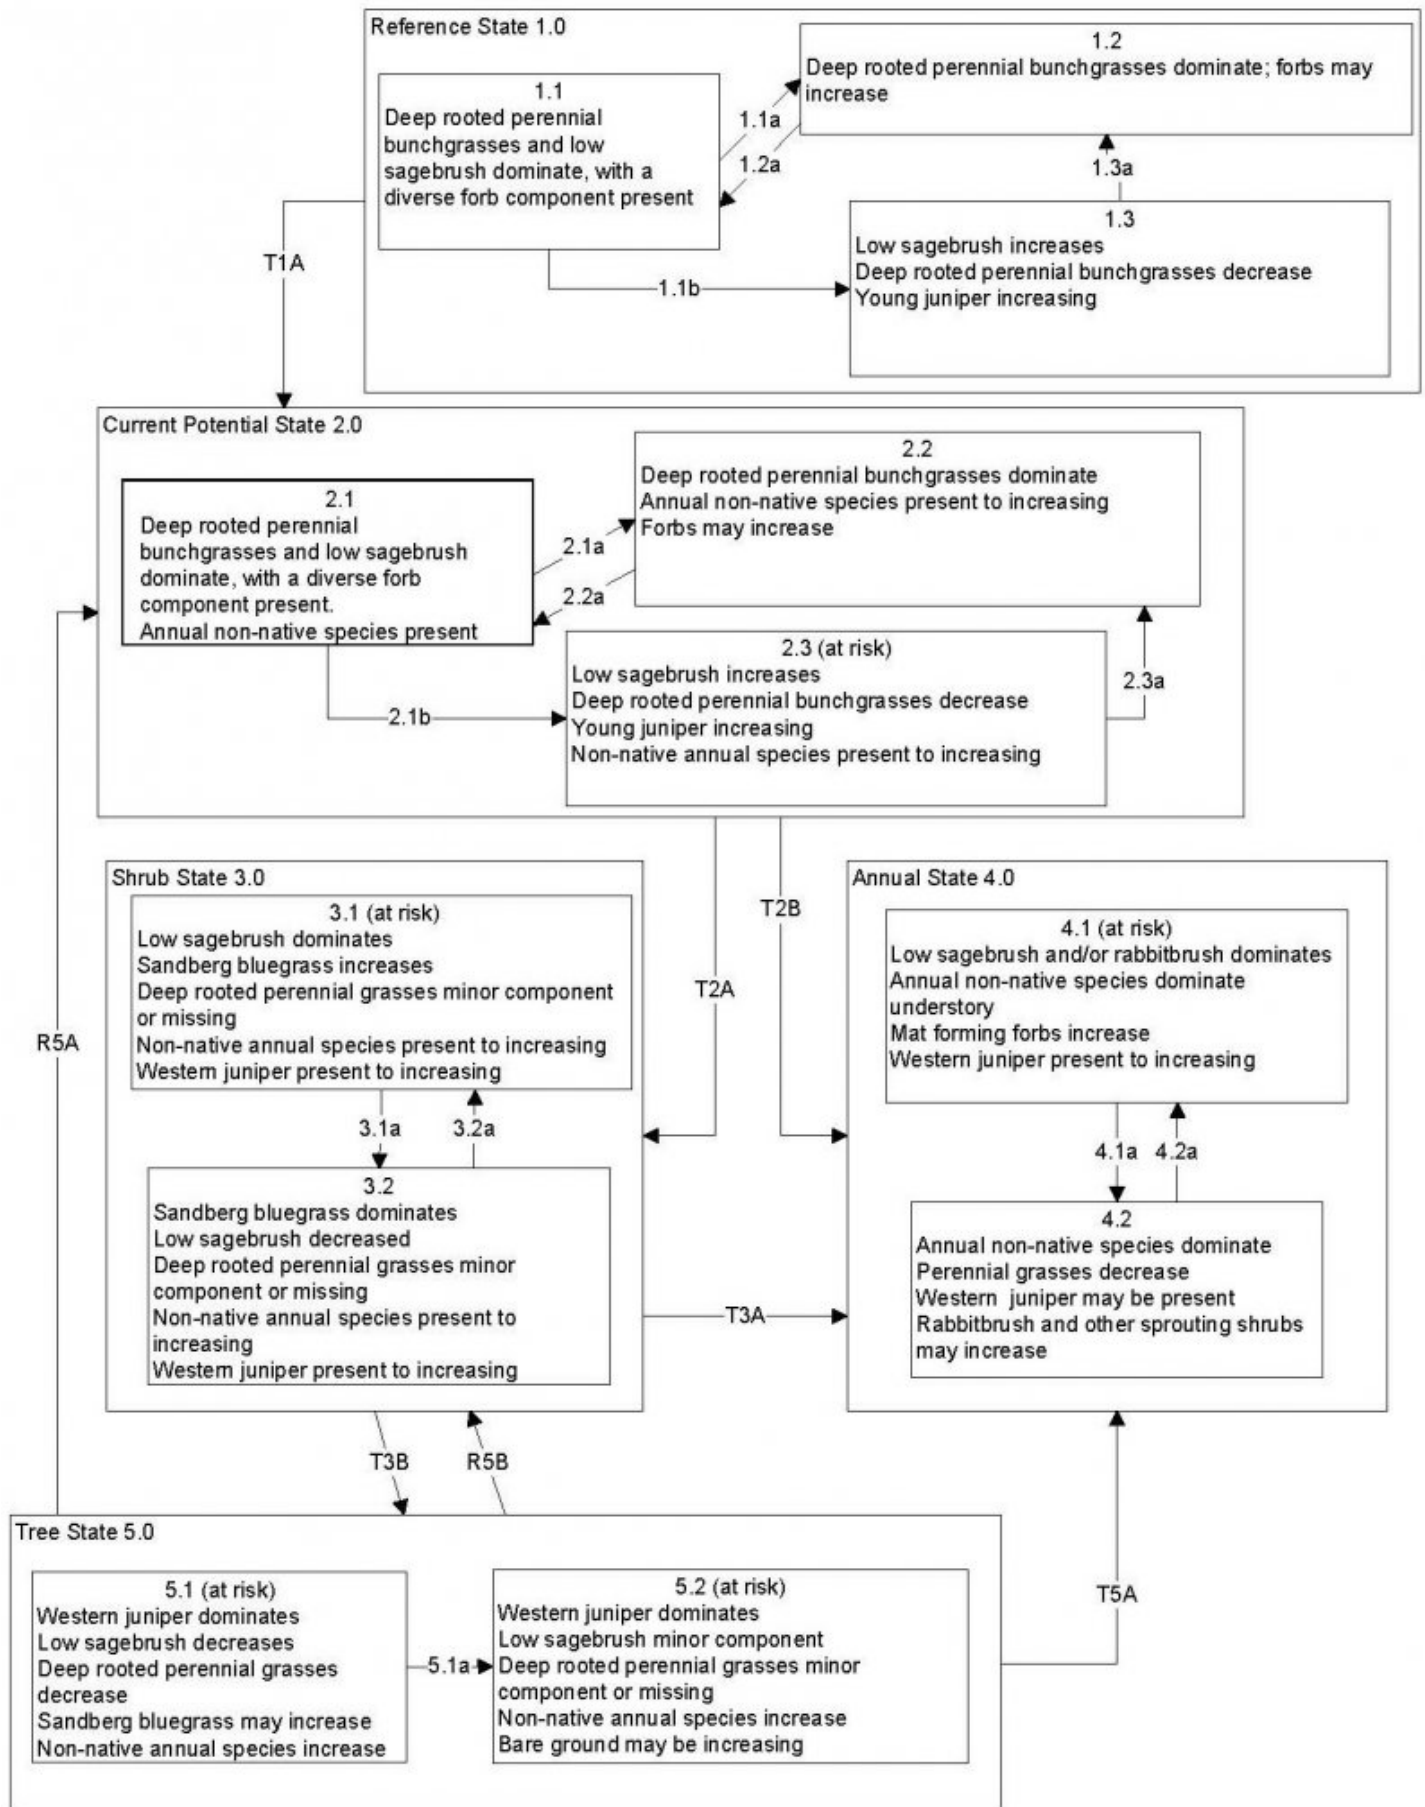 Reference State 1.0
1.1
Deep rooted perennial
bunchgrasses and low
sagebrush dominate, with a
diverse forb component present
1.1a
1.2a
1.2
Deep rooted perennial bunchgrasses dominate; forbs may
increase
1.3a
1.3
Low sagebrush increases
Deep rooted perennial bunchgrasses decrease
Young juniper increasing
1.1b
T1A
Current Potential State 2.0
2.1
Deep rooted perennial
bunchgrasses and low sagebrush
dominate, with a diverse forb
component present.
Annual non-native species present
2.1a
2.2a
2.2
Deep rooted perennial bunchgrasses dominate
Annual non-native species present to increasing
Forbs may increase
2.1b
2.3 (at risk)
Low sagebrush increases
Deep rooted perennial bunchgrasses decrease
Young juniper increasing
Non-native annual species present to increasing
2.3a
R5A
T2A
T2B
Shrub State 3.0
3.1 (at risk)
Low sagebrush dominates
Sandberg bluegrass increases
Deep rooted perennial grasses minor component
or missing
Non-native annual species present to increasing
Western juniper present to increasing
3.1a
3.2a
3.2
Sandberg bluegrass dominates
Low sagebrush decreased
Deep rooted perennial grasses minor
component or missing
Non-native annual species present to
increasing
Western juniper present to increasing
T3A
Annual State 4.0
4.1 (at risk)
Low sagebrush and/or rabbitbrush dominates
Annual non-native species dominate
understory
Mat forming forbs increase
Western juniper present to increasing
4.1a
4.2a
4.2
Annual non-native species dominate
Perennial grasses decrease
Western juniper may be present
Rabbitbrush and other sprouting shrubs
may increase
T3B
R5B
T5A
Tree State 5.0
5.1 (at risk)
Western juniper dominates
Low sagebrush decreases
Deep rooted perennial grasses
decrease
Sandberg bluegrass may increase
Non-native annual species increase
5.1a
5.2 (at risk)
Western juniper dominates
Low sagebrush minor component
Deep rooted perennial grasses minor
component or missing
Non-native annual species increase
Bare ground may be increasing